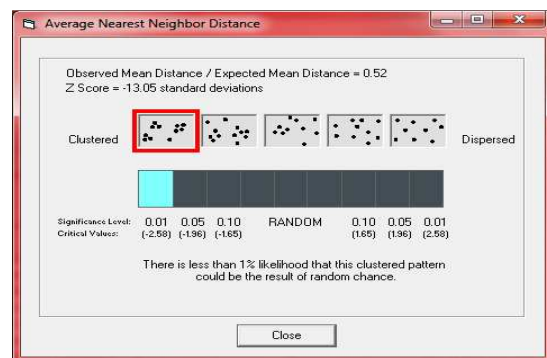 Average Nearest Neighbor Distance
Observed Mean Distance / Expected Mean Distance = 0.52
Z Score = -13.05 standard deviations
Clustered Dispersed
Significance Level: 0.01 0.05 0.10 RANDOM 0.10 0.05 0.01
Critical Values: (-2.58) (-1.96) (-1.65) (1.65) (1.96) (2.58)
There is less than 1% likelihood that this clustered pattern
could be the result of random chance.
Close